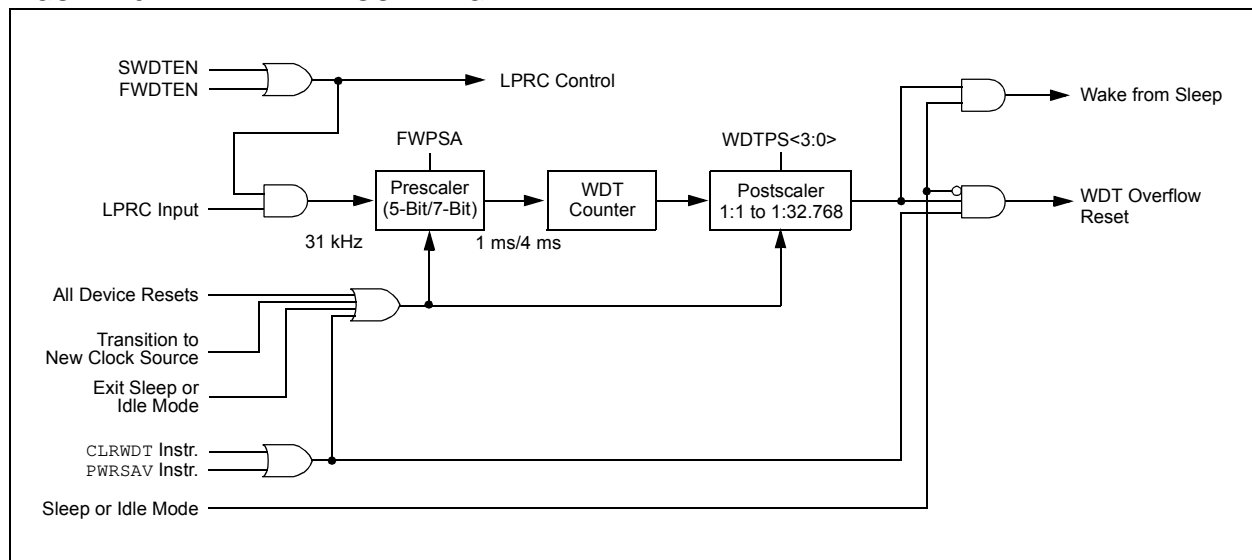 SWDTEN
FWDTEN
LPRC Control
Wake from Sleep
FWPSA
WDTPS<3:0>
LPRC Input
Prescaler
(5-Bit/7-Bit)
WDT
Counter
Postscaler
1:1 to 1:32.768
WDT Overflow
Reset
31 kHz
1 ms/4 ms
All Device Resets
Transition to
New Clock Source
Exit Sleep or
Idle Mode
CLRWDT Instr.
PWRSAV Instr.
Sleep or Idle Mode